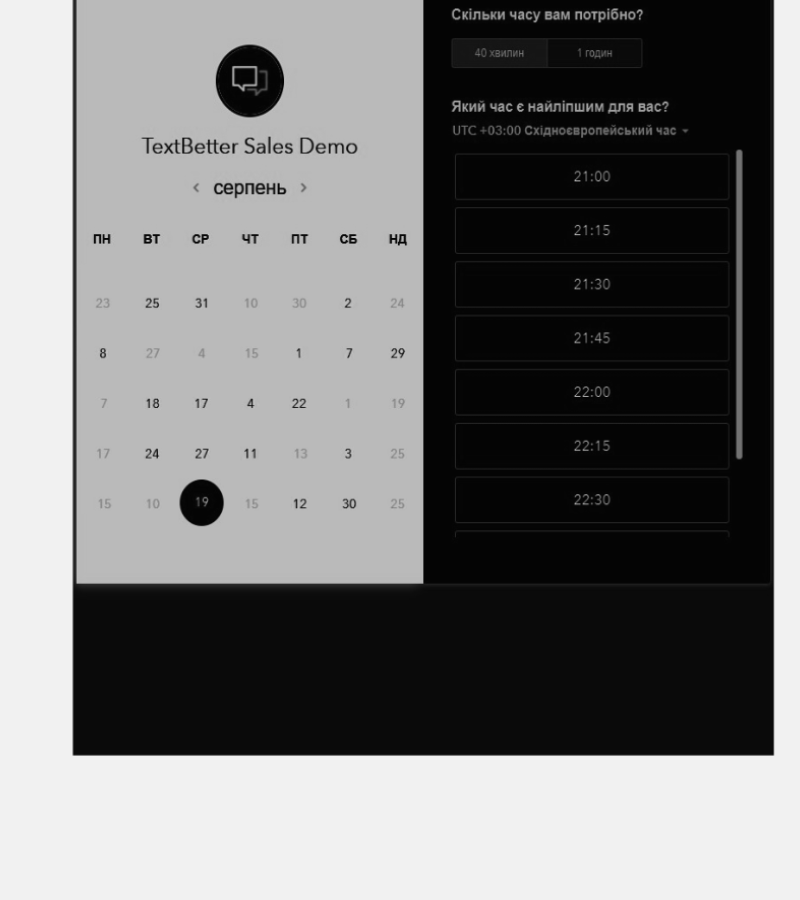 TextBetter Sales Demo
серпень
ПН ВТ СР ЧТ ПТ СБ НД
23 25 31 10 30 2 24
8 27 4 15 1 7 29
7 18 17 4 22 1 19
17 24 27 11 13 3 25
15 10 19 15 12 30 25
Скільки часу вам потрібно?
40 хвилин 1 годин
Який час є найліпшим для вас?
UTC +03:00 Східноєвропейський час
21:00
21:15
21:30
21:45
22:00
22:15
22:30